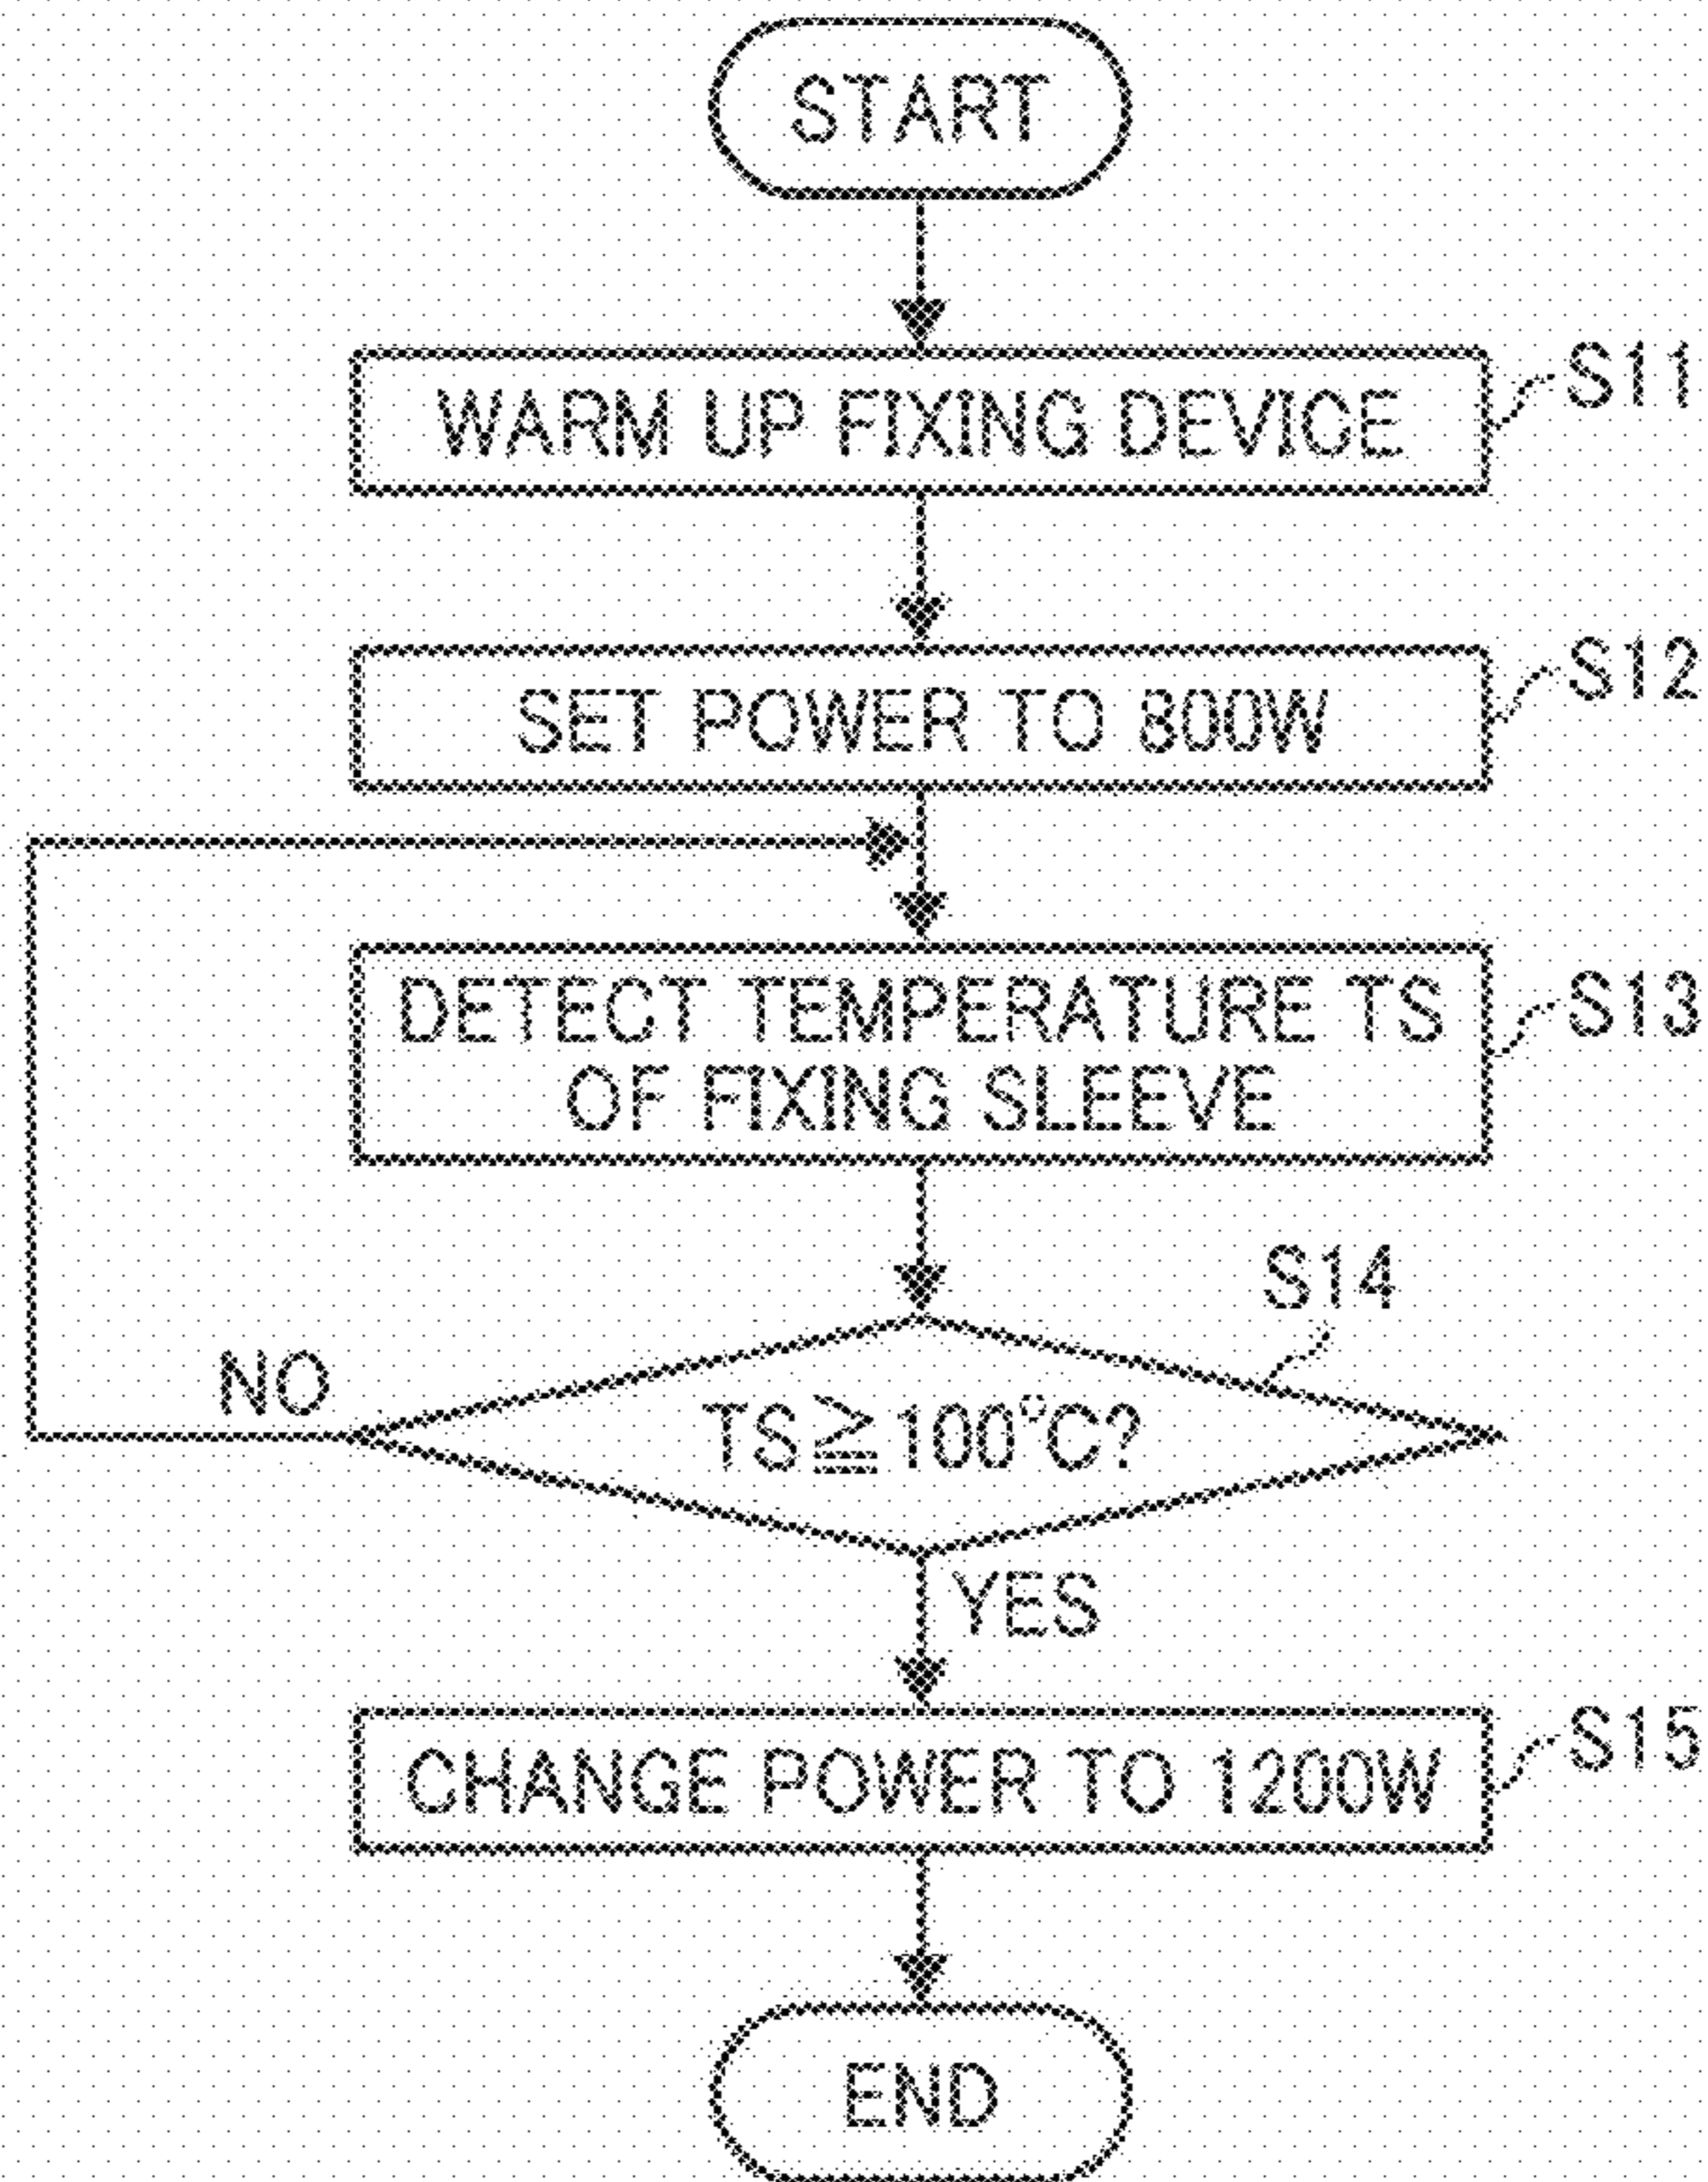 START
WARM UP FIXING DEVICE
S11
SET POWER TO 800W
S12
DETECT TEMPERATURE TS
OF FIXING SLEEVE
S13
S14
NO
TS≧100°C?
YES
CHANGE POWER TO 1200W
S15
END